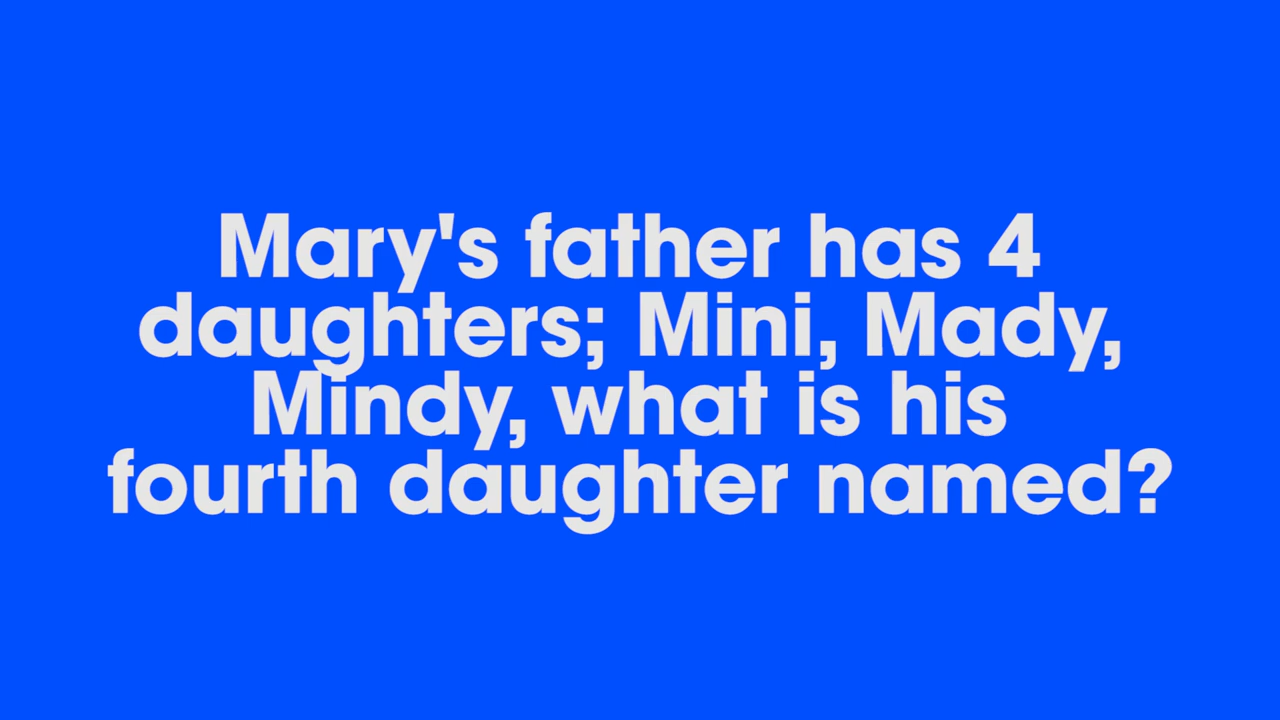 Mary's father has 4
daughters; Mini, Mady,
Mindy, what is his
fourth daughter named?